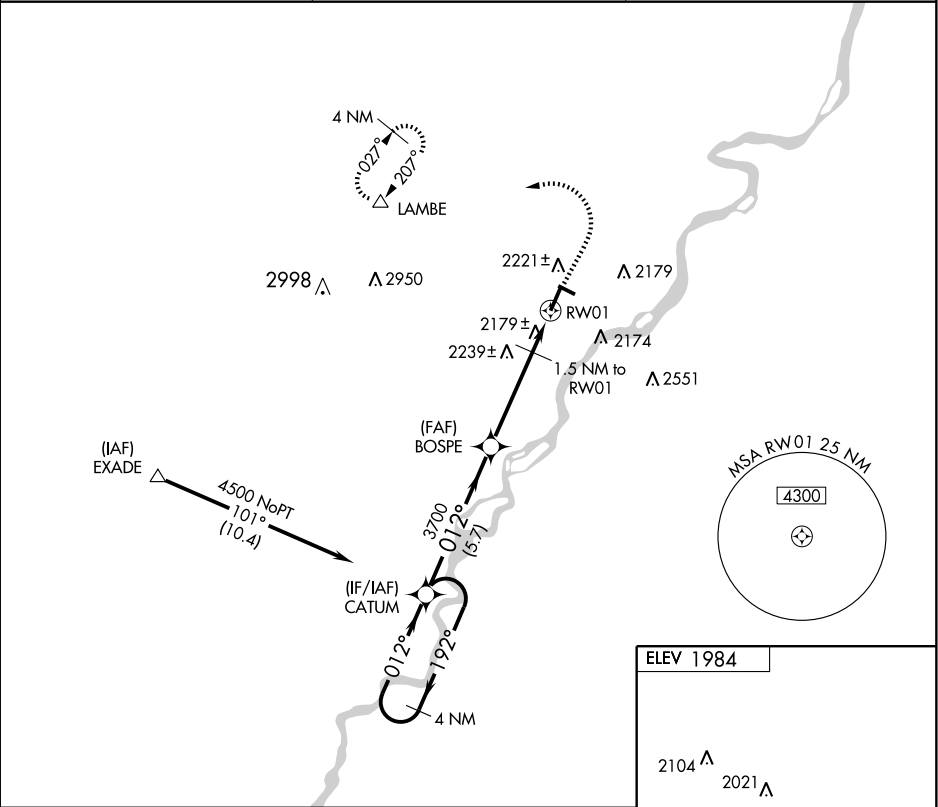 4 NM
027°
207°
LAMBE
2998
2950
2221±
2179
RW01
2179±
2174
2239±
1.5 NM to
RW01
2551
(FAF)
BOSPE
(IAF)
EXADE
4500 NoPT
101°
(10.4)
3700
012°
(5.7)
MSA RW01 25 NM
4300
(IF/IAF)
CATUM
012°
192°
4 NM
ELEV 1984
2104
2021